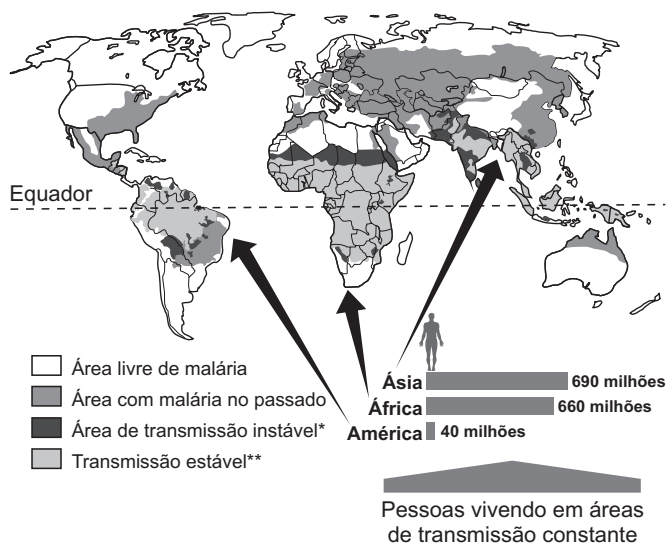 Equador
Área livre de malária
Área com malária no passado
Área de transmissão instável*
Transmissão estável**
Ásia 690 milhões
África 660 milhões
América 40 milhões
Pessoas vivendo em áreas
de transmissão constante